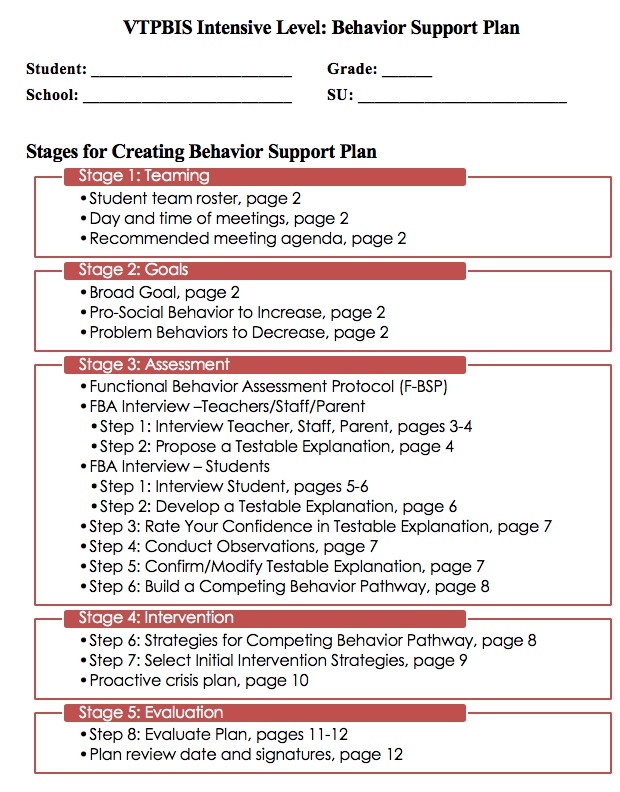 VTPBIS Intensive Level: Behavior Support Plan
Student: ________________________ Grade: ______
School: _________________________ SU: _________________________
Stages for Creating Behavior Support Plan
Stage 1: Teaming
•Student team roster, page 2
•Day and time of meetings, page 2
•Recommended meeting agenda, page 2
Stage 2: Goals
•Broad Goal, page 2
•Pro-Social Behavior to Increase, page 2
•Problem Behaviors to Decrease, page 2
Stage 3: Assessment
•Functional Behavior Assessment Protocol (F-BSP)
•FBA Interview –Teachers/Staff/Parent
•Step 1: Interview Teacher, Staff, Parent, pages 3-4
•Step 2: Propose a Testable Explanation, page 4
•FBA Interview – Students
•Step 1: Interview Student, pages 5-6
•Step 2: Develop a Testable Explanation, page 6
•Step 3: Rate Your Confidence in Testable Explanation, page 7
•Step 4: Conduct Observations, page 7
•Step 5: Confirm/Modify Testable Explanation, page 7
•Step 6: Build a Competing Behavior Pathway, page 8
Stage 4: Intervention
•Step 6: Strategies for Competing Behavior Pathway, page 8
•Step 7: Select Initial Intervention Strategies, page 9
•Proactive crisis plan, page 10
Stage 5: Evaluation
•Step 8: Evaluate Plan, pages 11-12
•Plan review date and signatures, page 12